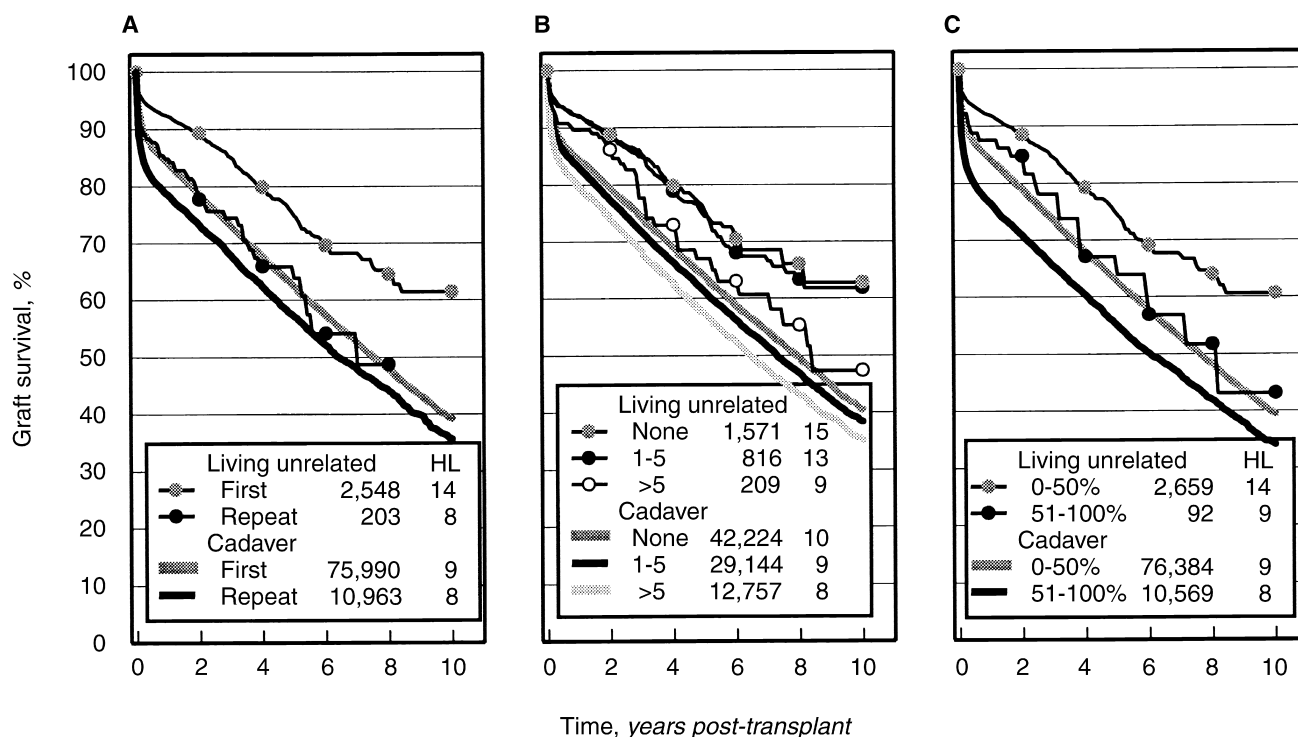 A
B
C
Graft survival, %
100
90
80
70
60
50
40
30
20
10
0
Living unrelated HL
First 2,548 14
Repeat 203 8
Cadaver
First 75,990 9
Repeat 10,963 8
0 2 4 6 8 10
Living unrelated
None 1,571 15
1-5 816 13
>5 209 9
Cadaver
None 42,224 10
1-5 29,144 9
>5 12,757 8
0 2 4 6 8 10
Living unrelated HL
0-50% 2,659 14
51-100% 92 9
Cadaver
0-50% 76,384 9
51-100% 10,569 8
0 2 4 6 8 10
Time, years post-transplant